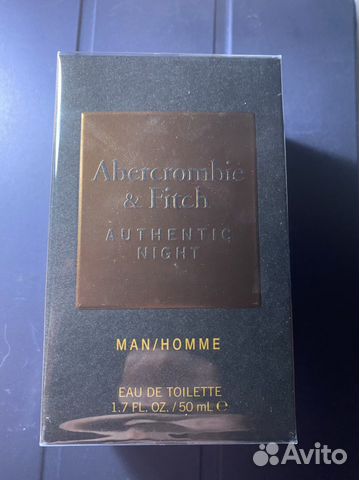 Abercrombie
& Fitch
AUTHENTIC
NIGHT
MAN/HOMME
EAU DE TOILETTE
1.7 FL. OZ. / 50 mL ℮
Avito